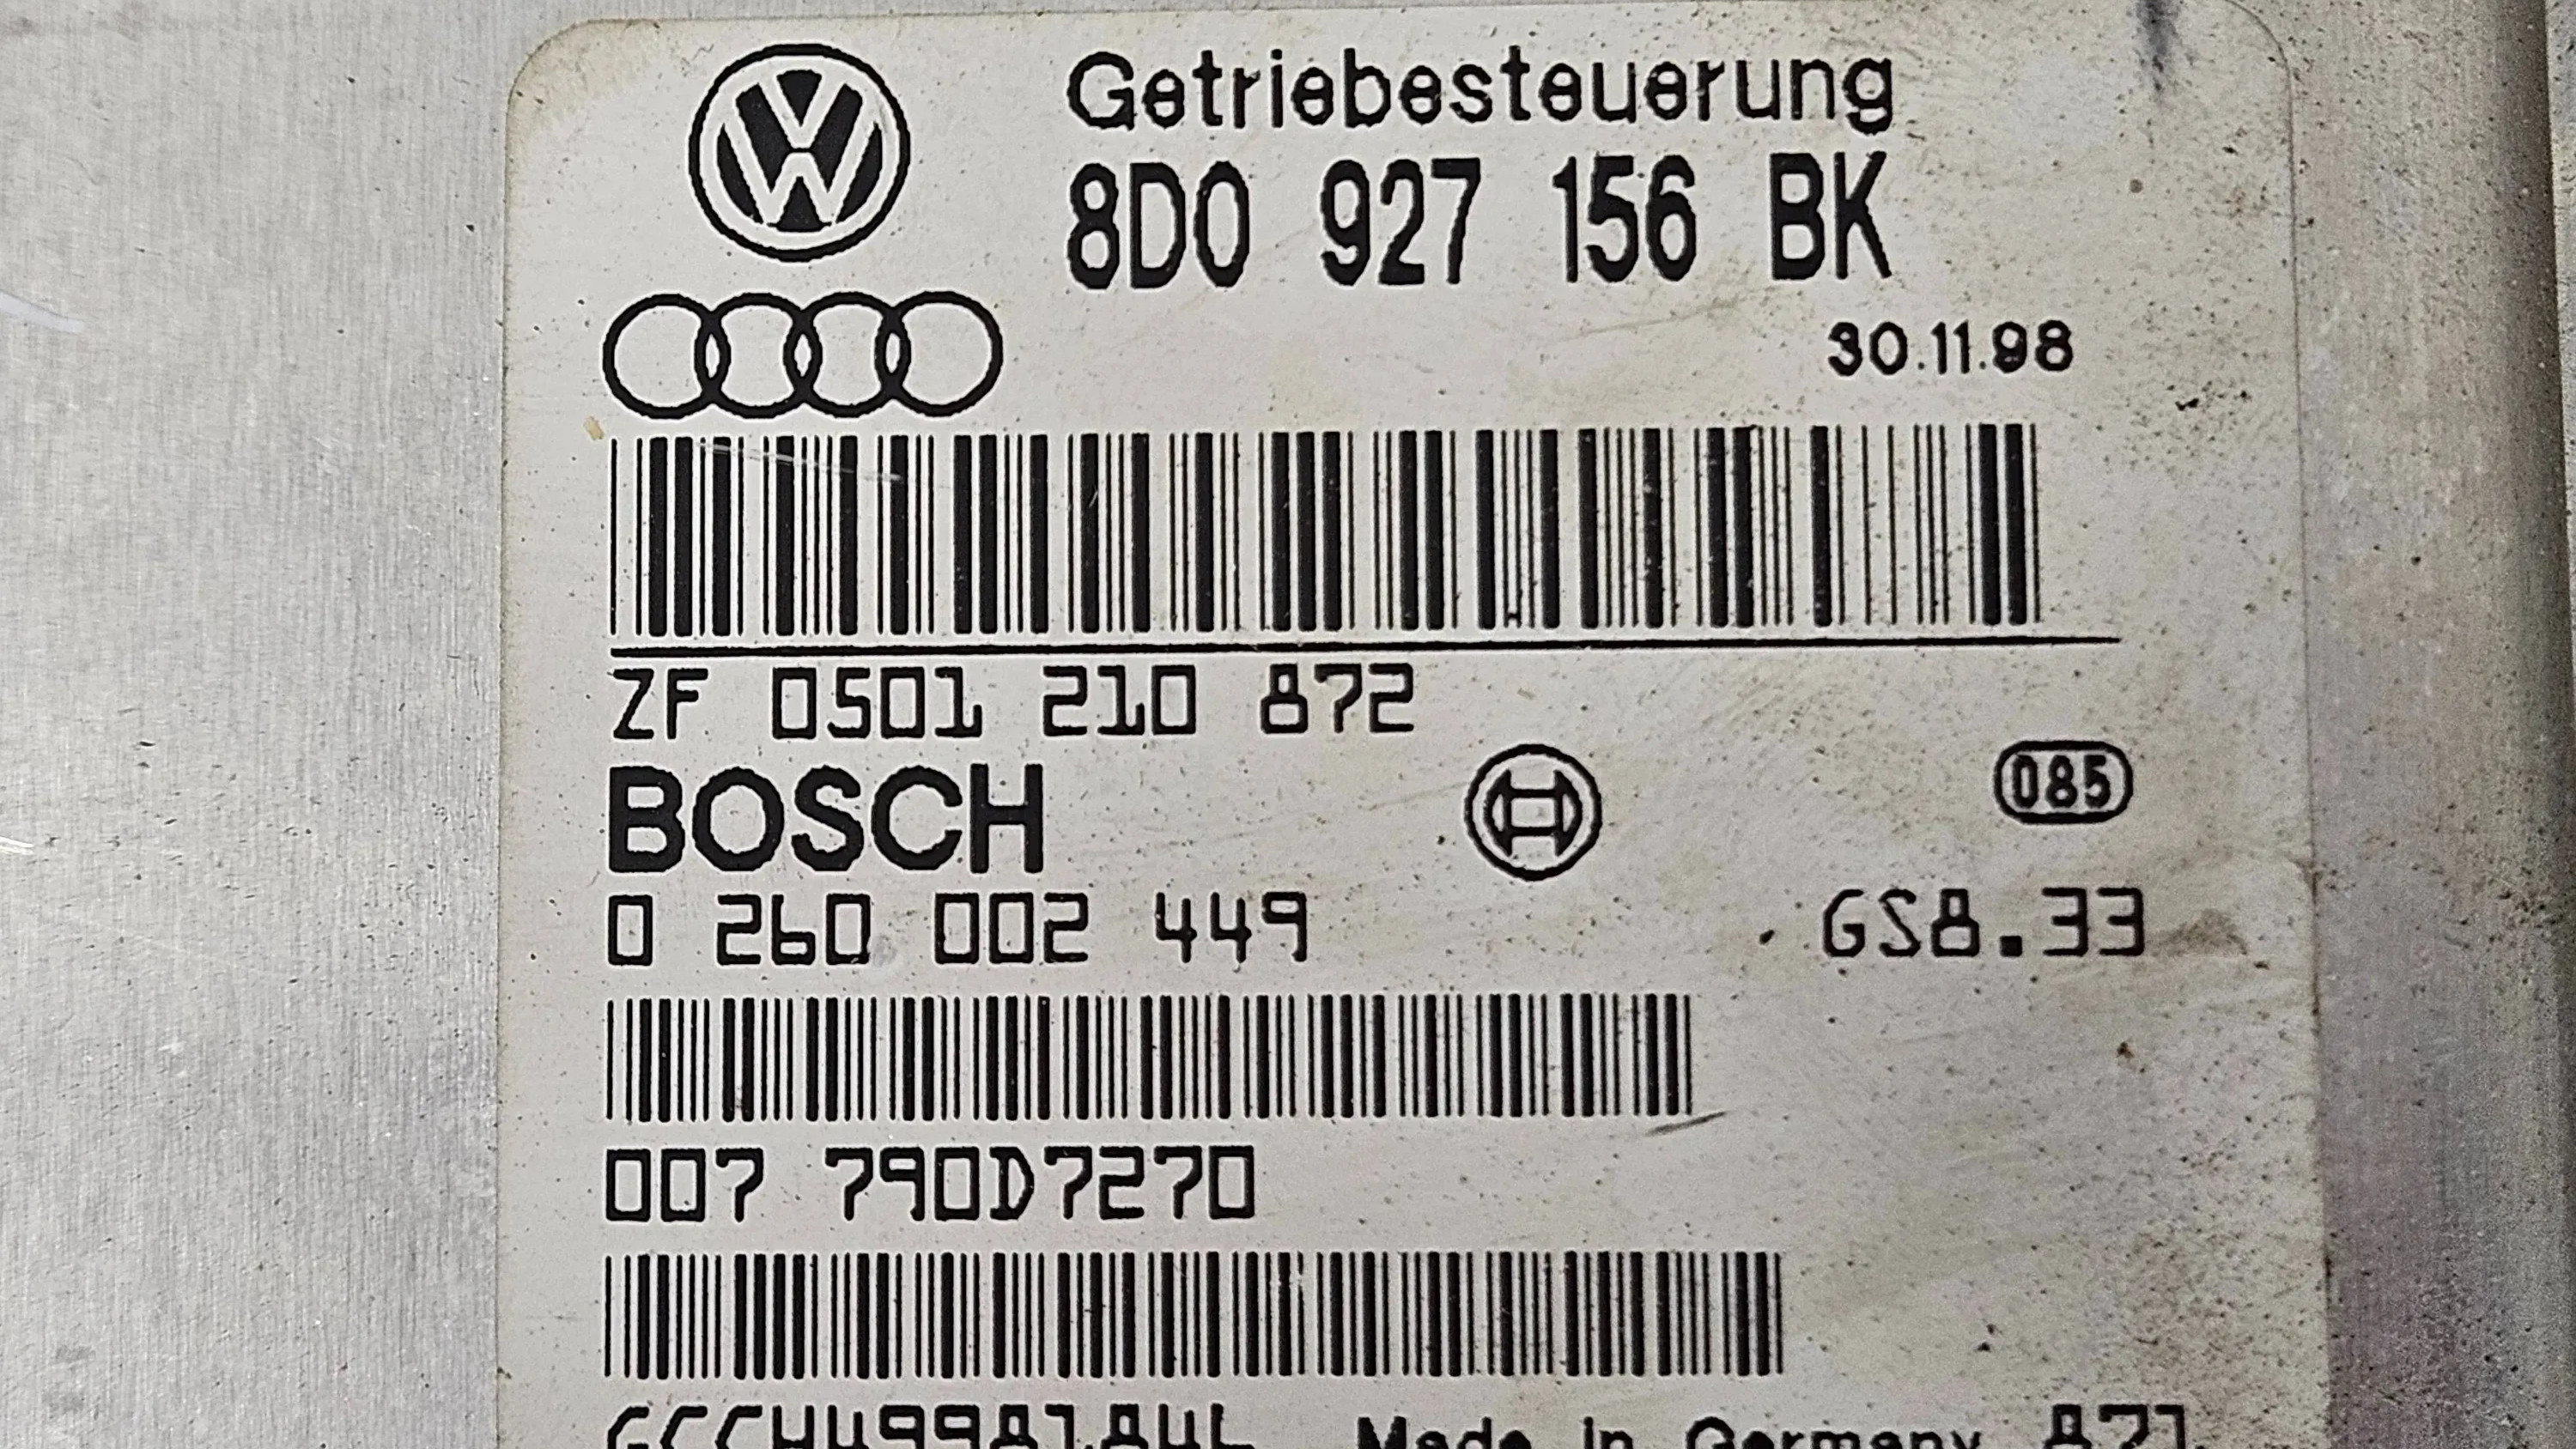 Getriebesteuerung
8D0 927 156 BK
30.11.98
ZF 0501 210 872
BOSCH
085
0 260 002 449
GS8.33
007 790D7270
Made in Germany 871